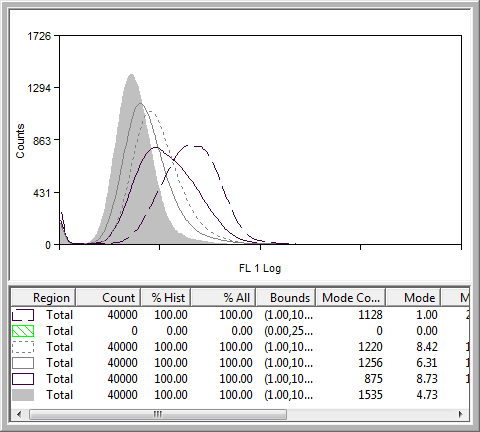 1726
1294
863
431
0
Counts
FL 1 Log
Region Count % Hist % All Bounds Mode Co... Mode M
Total 40000 100.00 100.00 (1.00,10... 1128 1.00
Total 0 0.00 0.00 (0.00,25... 0 0.00
Total 40000 100.00 100.00 (1.00,10... 1220 8.42
Total 40000 100.00 100.00 (1.00,10... 1256 6.31
Total 40000 100.00 100.00 (1.00,10... 875 8.73
Total 40000 100.00 100.00 (1.00,10... 1535 4.73